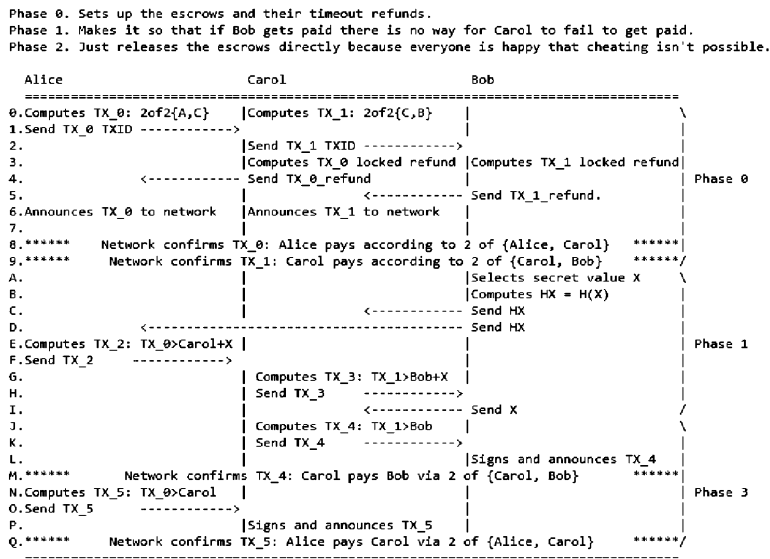 Phase 0. Sets up the escrows and their timeout refunds.
Phase 1. Makes it so that if Bob gets paid there is no way for Carol to fail to get paid.
Phase 2. Just releases the escrows directly because everyone is happy that cheating isn't possible.
Alice                        Carol                        Bob
=====================================================================================
0.Computes TX_0: 2of2{A,C}    |Computes TX_1: 2of2{C,B}    |                           \
1.Send TX_0 TXID ------------>                             |                           |
2.                            |Send TX_1 TXID ------------>                            |
3.                            |Computes TX_0 locked refund |Computes TX_1 locked refund|
4.               <------------ Send TX_0_refund            |                           | Phase 0
5.                            |              <------------ Send TX_1_refund.           |
6.Announces TX_0 to network   |Announces TX_1 to network   |                           |
7.                            |                            |                           |
8.******    Network confirms TX_0: Alice pays according to 2 of {Alice, Carol}   ******|
9.******     Network confirms TX_1: Carol pays according to 2 of {Carol, Bob}    ******/
A.                            |                            |Selects secret value X     \
B.                            |                            |Computes HX = H(X)         |
C.                            |              <------------ Send HX                     |
D.               <----------------------------------------- Send HX                    |
E.Computes TX_2: TX_0>Carol+X |                            |                           | Phase 1
F.Send TX_2     ------------->                             |                           |
G.                            | Computes TX_3: TX_1>Bob+X  |                           |
H.                            | Send TX_3    ------------>                             |
I.                            |              <------------ Send X                      /
J.                            | Computes TX_4: TX_1>Bob    |                           \
K.                            | Send TX_4    ------------>                             |
L.                            |                            |Signs and announces TX_4   |
M.******       Network confirms TX_4: Carol pays Bob via 2 of {Carol, Bob}       ******|
N.Computes TX_5: TX_0>Carol   |                            |                           | Phase 3
O.Send TX_5      ------------>                             |                           |
P.                            |Signs and announces TX_5    |                           |
Q.******     Network confirms TX_5: Alice pays Carol via 2 of {Alice, Carol}     ******/
-------------------------------------------------------------------------------------